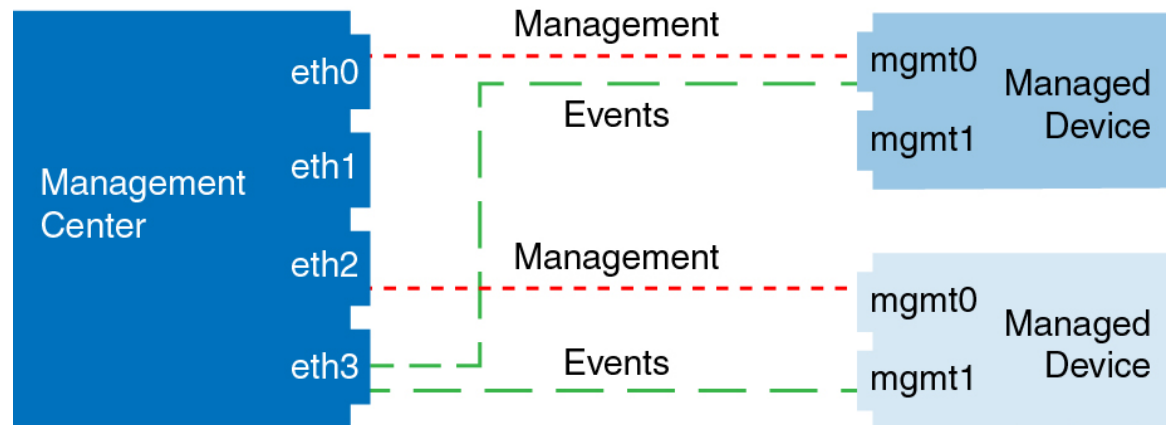 Management
Center
eth0
eth1
eth2
eth3
Management
Events
Management
Events
mgmt0
mgmt1
Managed
Device
mgmt0
mgmt1
Managed
Device